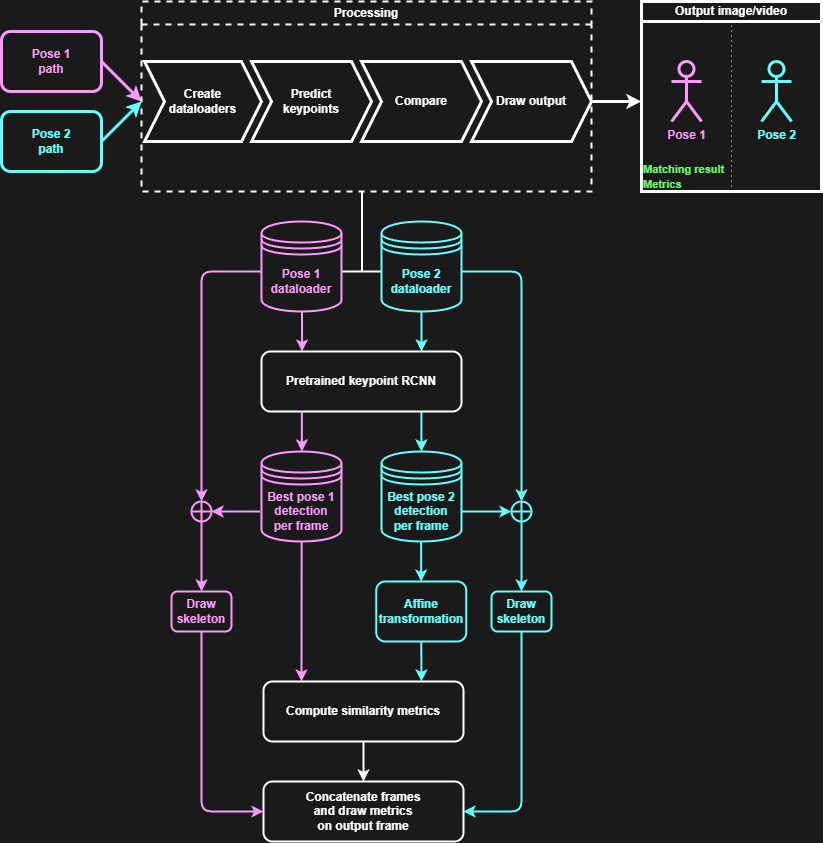 Processing
Output image/video
Pose 1
path
Pose 2
path
Create
dataloaders
Predict
keypoints
Compare
Draw output
Pose 1
Pose 2
Matching result
Metrics
Pose 1
dataloader
Pose 2
dataloader
Pretrained keypoint RCNN
Best pose 1
detection
per frame
Best pose 2
detection
per frame
Draw
skeleton
Affine
transformation
Draw
skeleton
Compute similarity metrics
Concatenate frames
and draw metrics
on output frame